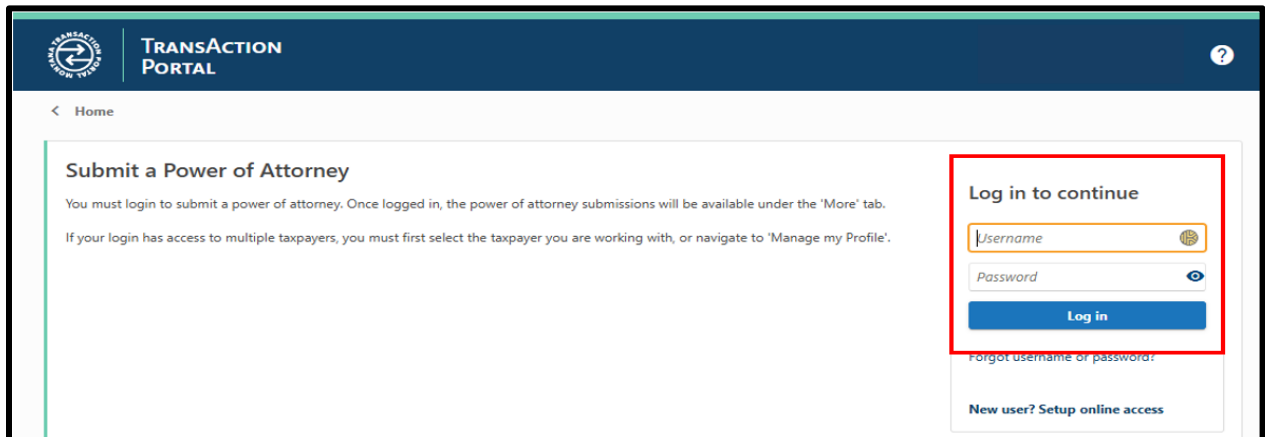 MONTANA TRANSACTION PORTAL
TRANSACTION
PORTAL
?
< Home
Submit a Power of Attorney
You must login to submit a power of attorney. Once logged in, the power of attorney submissions will be available under the 'More' tab.
If your login has access to multiple taxpayers, you must first select the taxpayer you are working with, or navigate to 'Manage my Profile'.
Log in to continue
Username
Password
Log in
Forgot username or password?
New user? Setup online access